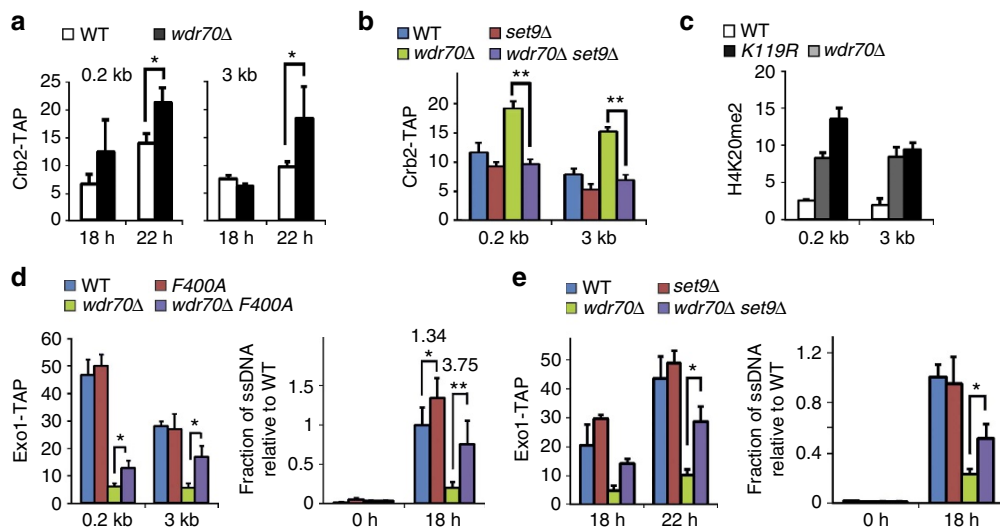 a
WT wdr70Δ
0.2 kb
3 kb
*
*
Crb2-TAP
25
20
15
10
5
0
18 h 22 h
18 h 22 h
b
WT set9Δ
wdr70Δ wdr70Δ set9Δ
**
**
Crb2-TAP
20
15
10
5
0
0.2 kb 3 kb
c
WT
K119R wdr70Δ
H4K20me2
20
10
0
0.2 kb 3 kb
d
WT F400A
wdr70Δ wdr70Δ F400A
Exo1-TAP
60
50
40
30
20
10
0
*
*
0.2 kb 3 kb
Fraction of ssDNA
relative to WT
1.5
1
0.5
0
1.34
*
3.75
**
0 h 18 h
e
WT set9Δ
wdr70Δ wdr70Δ set9Δ
Exo1-TAP
50
40
30
20
10
0
*
18 h 22 h
Fraction of ssDNA
relative to WT
1.2
0.8
0.4
0
*
0 h 18 h